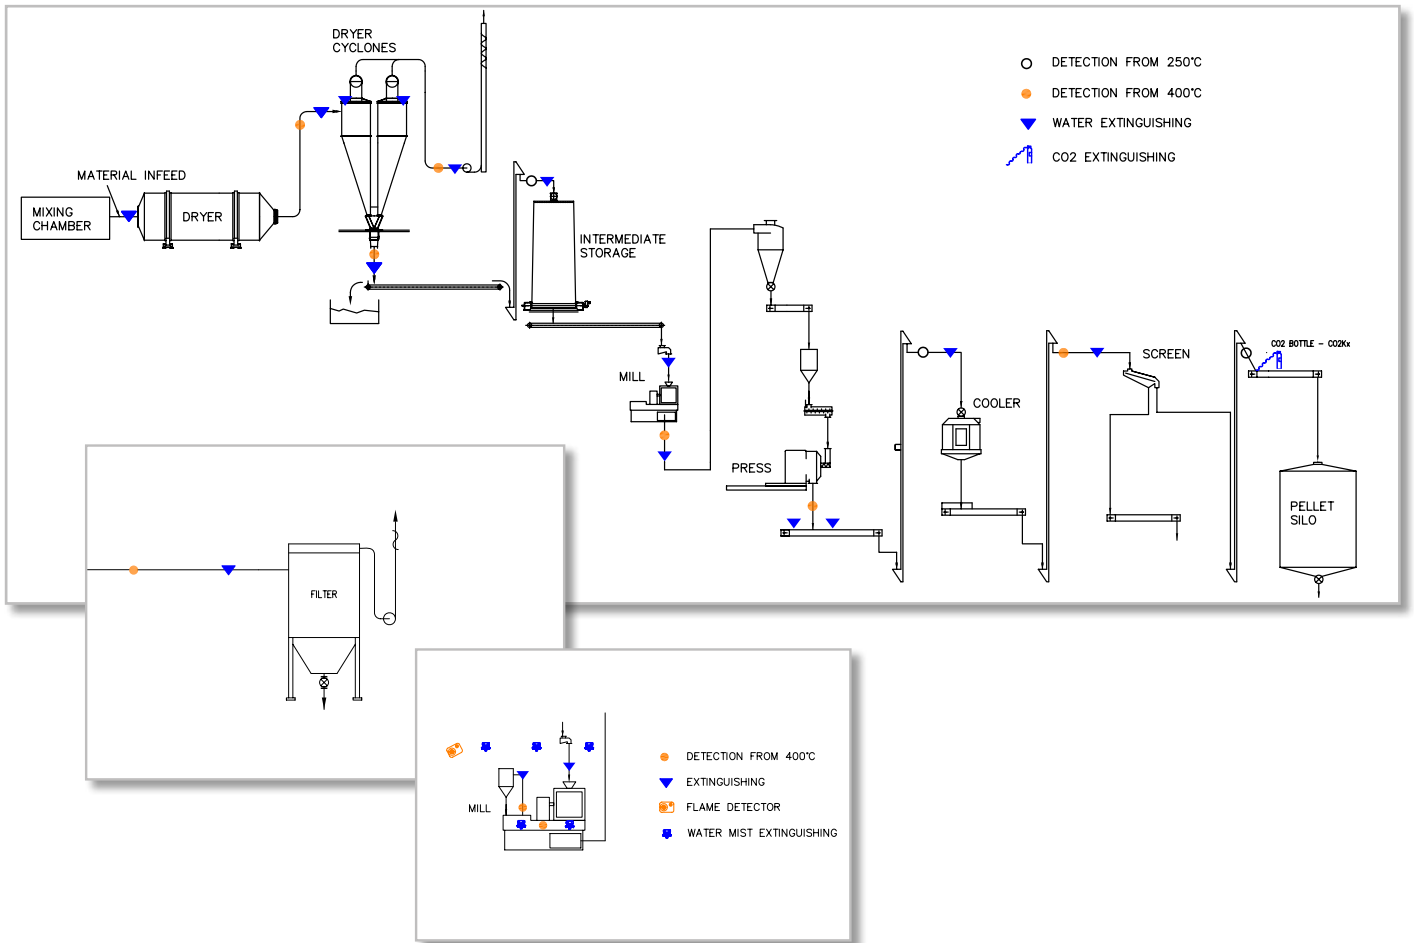 DRYER
CYCLONES
DETECTION FROM 250°C
DETECTION FROM 400°C
WATER EXTINGUISHING
CO2 EXTINGUISHING
MATERIAL INFEED
MIXING
CHAMBER
DRYER
INTERMEDIATE
STORAGE
MILL
PRESS
COOLER
SCREEN
CO2 BOTTLE - CO2Kx
PELLET
SILO
FILTER
MILL
DETECTION FROM 400°C
EXTINGUISHING
FLAME DETECTOR
WATER MIST EXTINGUISHING